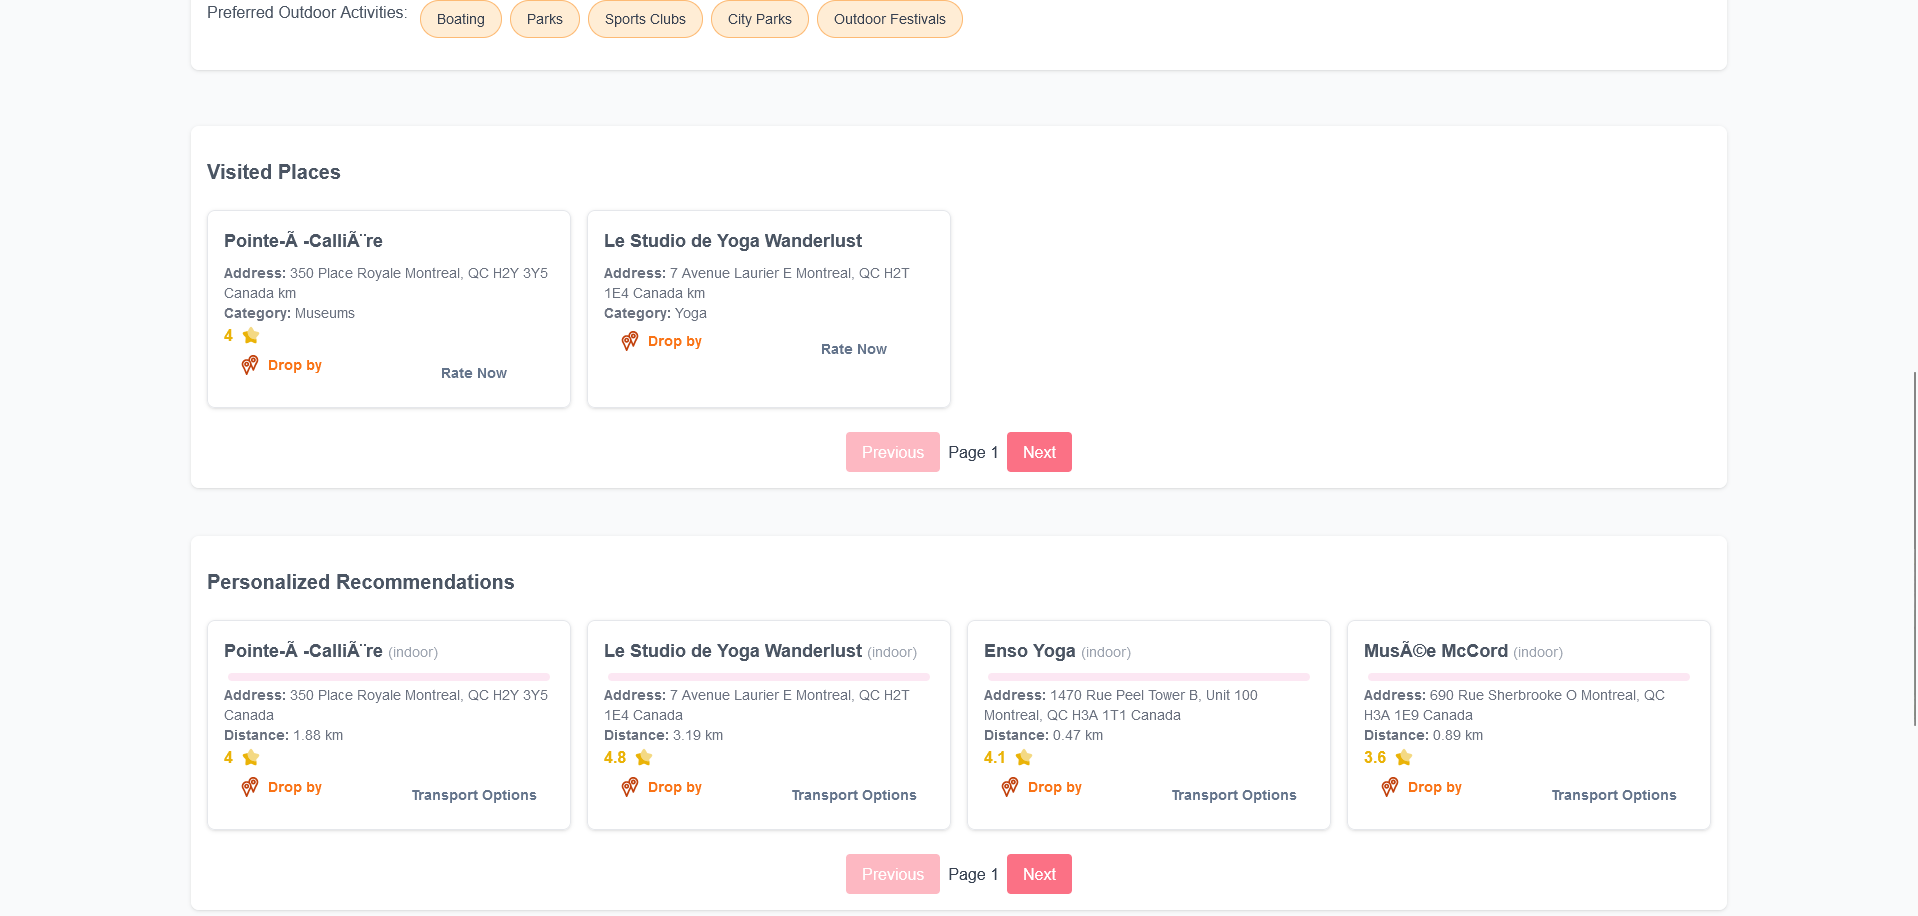 Preferred Outdoor Activities: Boating Parks Sports Clubs City Parks Outdoor Festivals
Visited Places
Pointe-Ã -CalliÃ¨re
Address: 350 Place Royale Montreal, QC H2Y 3Y5
Canada km
Category: Museums
4
Drop by
Rate Now
Le Studio de Yoga Wanderlust
Address: 7 Avenue Laurier E Montreal, QC H2T
1E4 Canada km
Category: Yoga
Drop by
Rate Now
Previous Page 1 Next
Personalized Recommendations
Pointe-Ã -CalliÃ¨re (indoor)
Address: 350 Place Royale Montreal, QC H2Y 3Y5
Canada
Distance: 1.88 km
4
Drop by
Transport Options
Le Studio de Yoga Wanderlust (indoor)
Address: 7 Avenue Laurier E Montreal, QC H2T
1E4 Canada
Distance: 3.19 km
4.8
Drop by
Transport Options
Enso Yoga (indoor)
Address: 1470 Rue Peel Tower B, Unit 100
Montreal, QC H3A 1T1 Canada
Distance: 0.47 km
4.1
Drop by
Transport Options
MusÃ©e McCord (indoor)
Address: 690 Rue Sherbrooke O Montreal, QC
H3A 1E9 Canada
Distance: 0.89 km
3.6
Drop by
Transport Options
Previous Page 1 Next